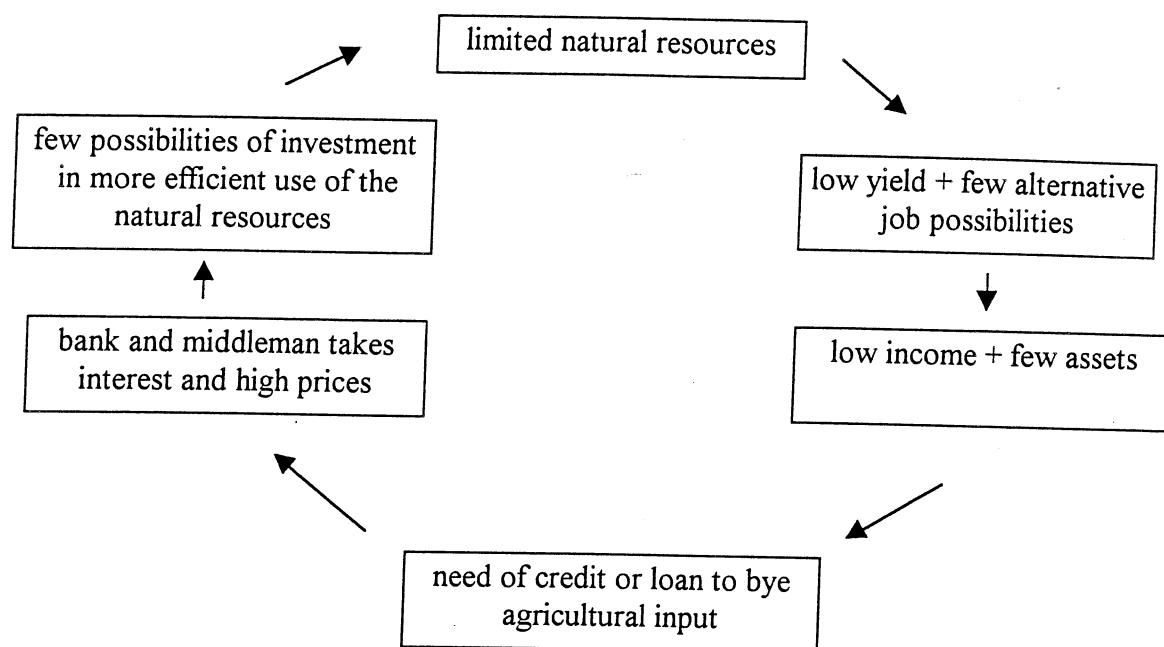 limited natural resources
few possibilities of investment
in more efficient use of the
natural resources
low yield + few alternative
job possibilities
bank and middleman takes
interest and high prices
low income + few assets
need of credit or loan to bye
agricultural input